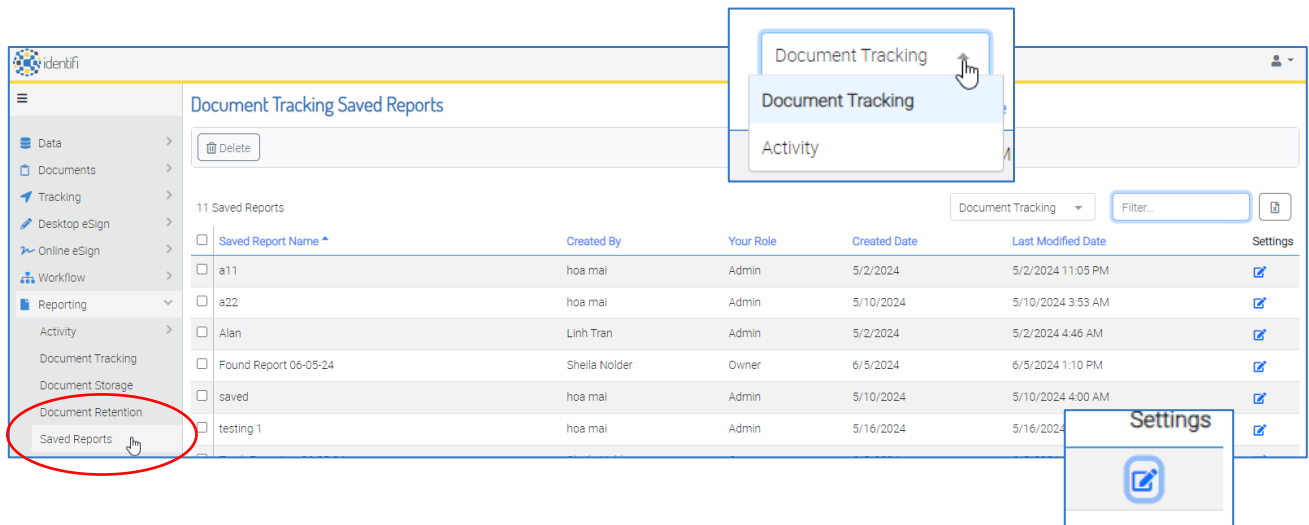 identifi
Document Tracking
Document Tracking
Activity
Document Tracking Saved Reports
Delete
Data
Documents
Tracking
Desktop eSign
Online eSign
Workflow
Reporting
Activity
Document Tracking
Document Storage
Document Retention
Saved Reports
11 Saved Reports
Document Tracking
Filter...
Saved Report Name Created By Your Role Created Date Last Modified Date Settings
a11 hoa mai Admin 5/2/2024 5/2/2024 11:05 PM
a22 hoa mai Admin 5/10/2024 5/10/2024 3:53 AM
Alan Linh Tran Admin 5/2/2024 5/2/2024 4:46 AM
Found Report 06-05-24 Sheila Nolder Owner 6/5/2024 6/5/2024 1:10 PM
saved hoa mai Admin 5/10/2024 5/10/2024 4:00 AM
testing 1 hoa mai Admin 5/16/2024 5/16/2024
Settings